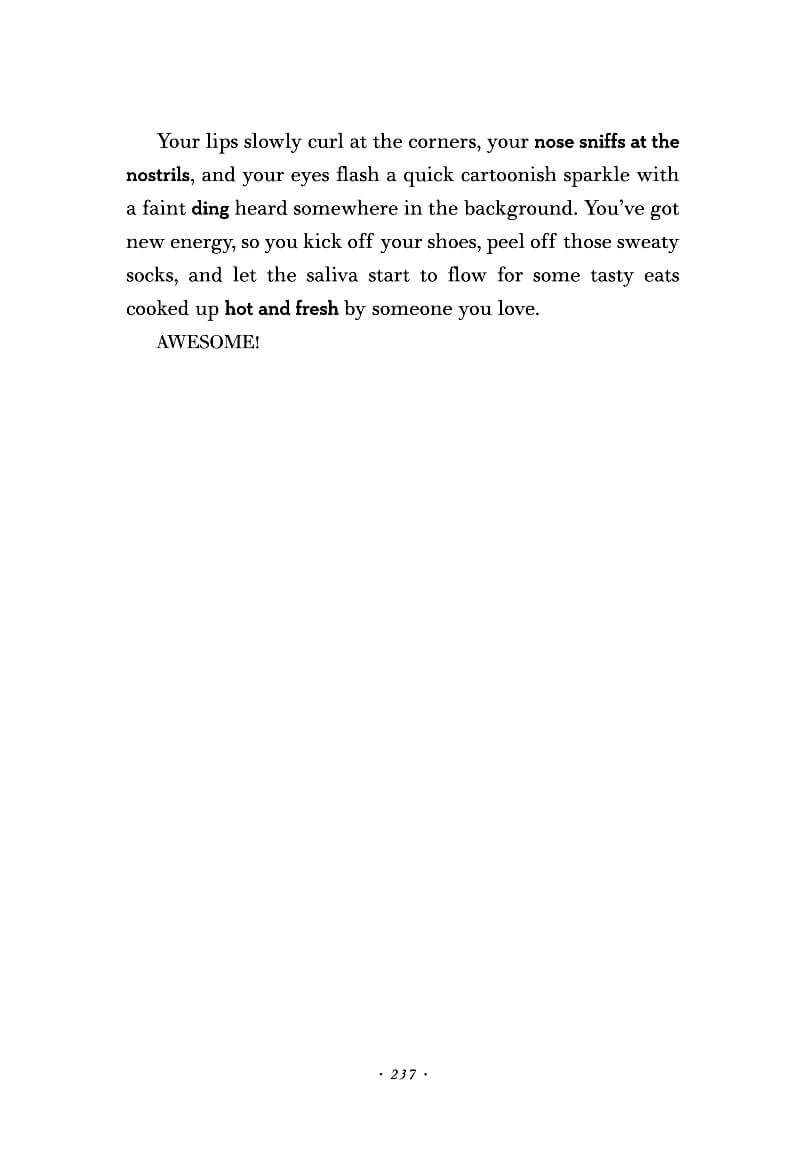 Your lips slowly curl at the corners, your nose sniffs at the
nostrils, and your eyes flash a quick cartoonish sparkle with
a faint ding heard somewhere in the background. You’ve got
new energy, so you kick off your shoes, peel off those sweaty
socks, and let the saliva start to flow for some tasty eats
cooked up hot and fresh by someone you love.
AWESOME!
· 237 ·